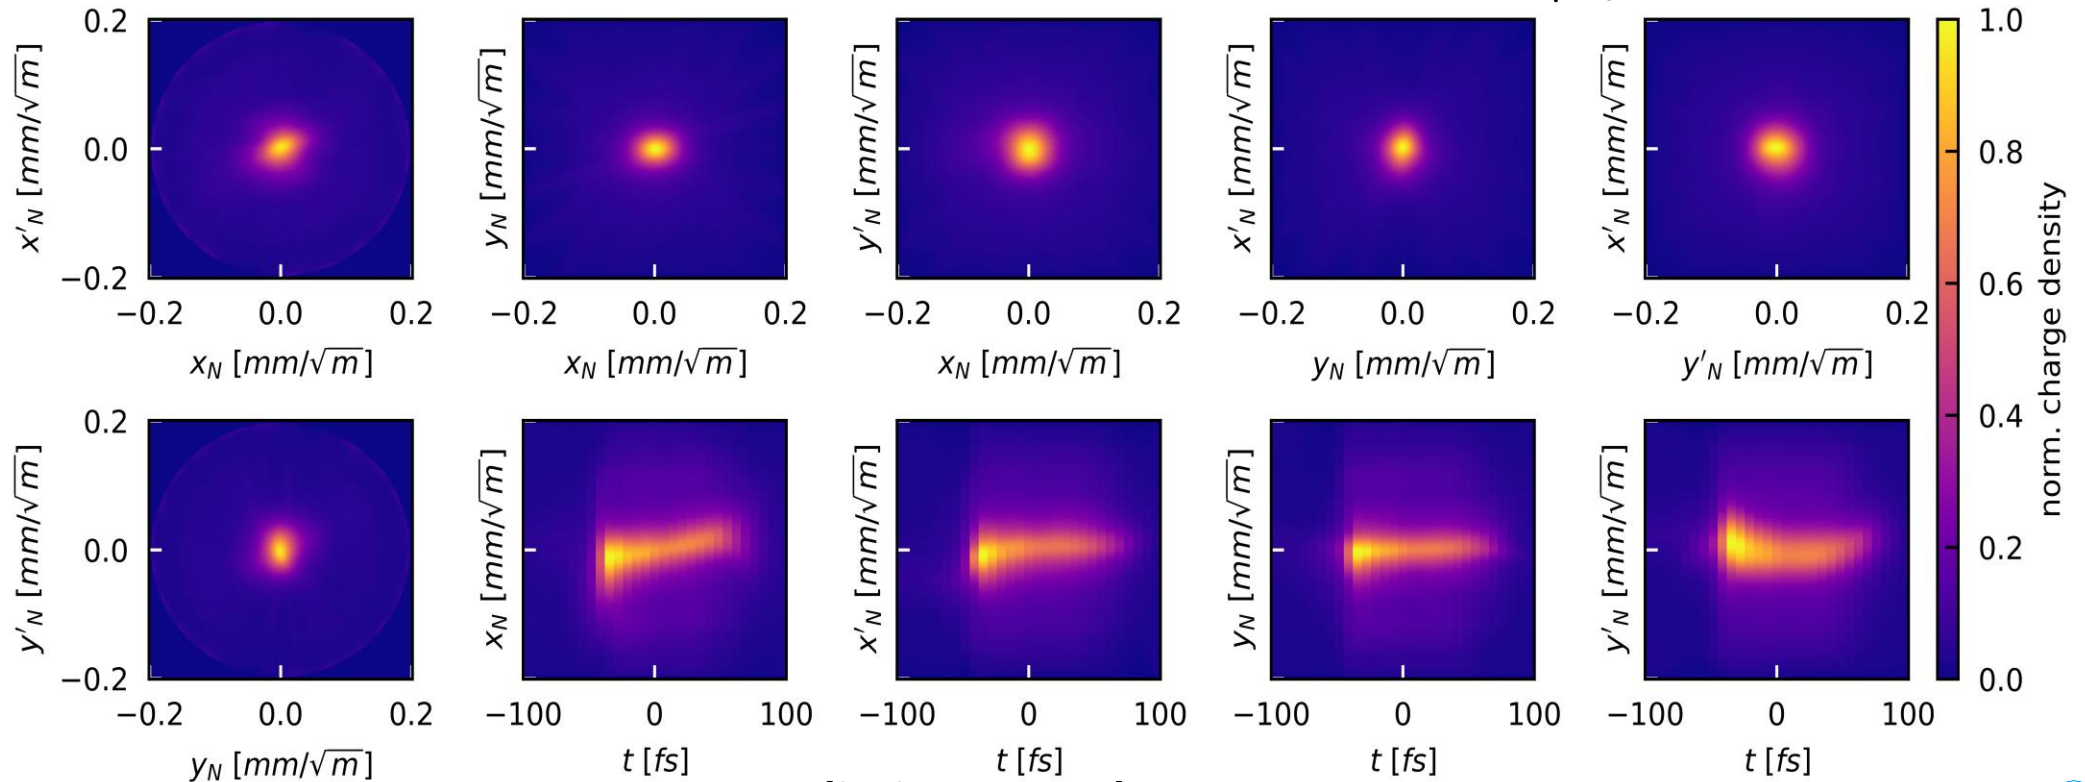 x'_N [mm/√m]
0.2
0.0
−0.2
−0.2 0.0 0.2
x_N [mm/√m]
y_N [mm/√m]
−0.2 0.0 0.2
x_N [mm/√m]
y'_N [mm/√m]
−0.2 0.0 0.2
x_N [mm/√m]
x'_N [mm/√m]
−0.2 0.0 0.2
y_N [mm/√m]
x'_N [mm/√m]
−0.2 0.0 0.2
y'_N [mm/√m]
y'_N [mm/√m]
0.2
0.0
−0.2
−0.2 0.0 0.2
y_N [mm/√m]
x_N [mm/√m]
−100 0 100
t [fs]
x'_N [mm/√m]
−100 0 100
t [fs]
y_N [mm/√m]
−100 0 100
t [fs]
y'_N [mm/√m]
−100 0 100
t [fs]
1.0
0.8
0.6
0.4
0.2
0.0
norm. charge density